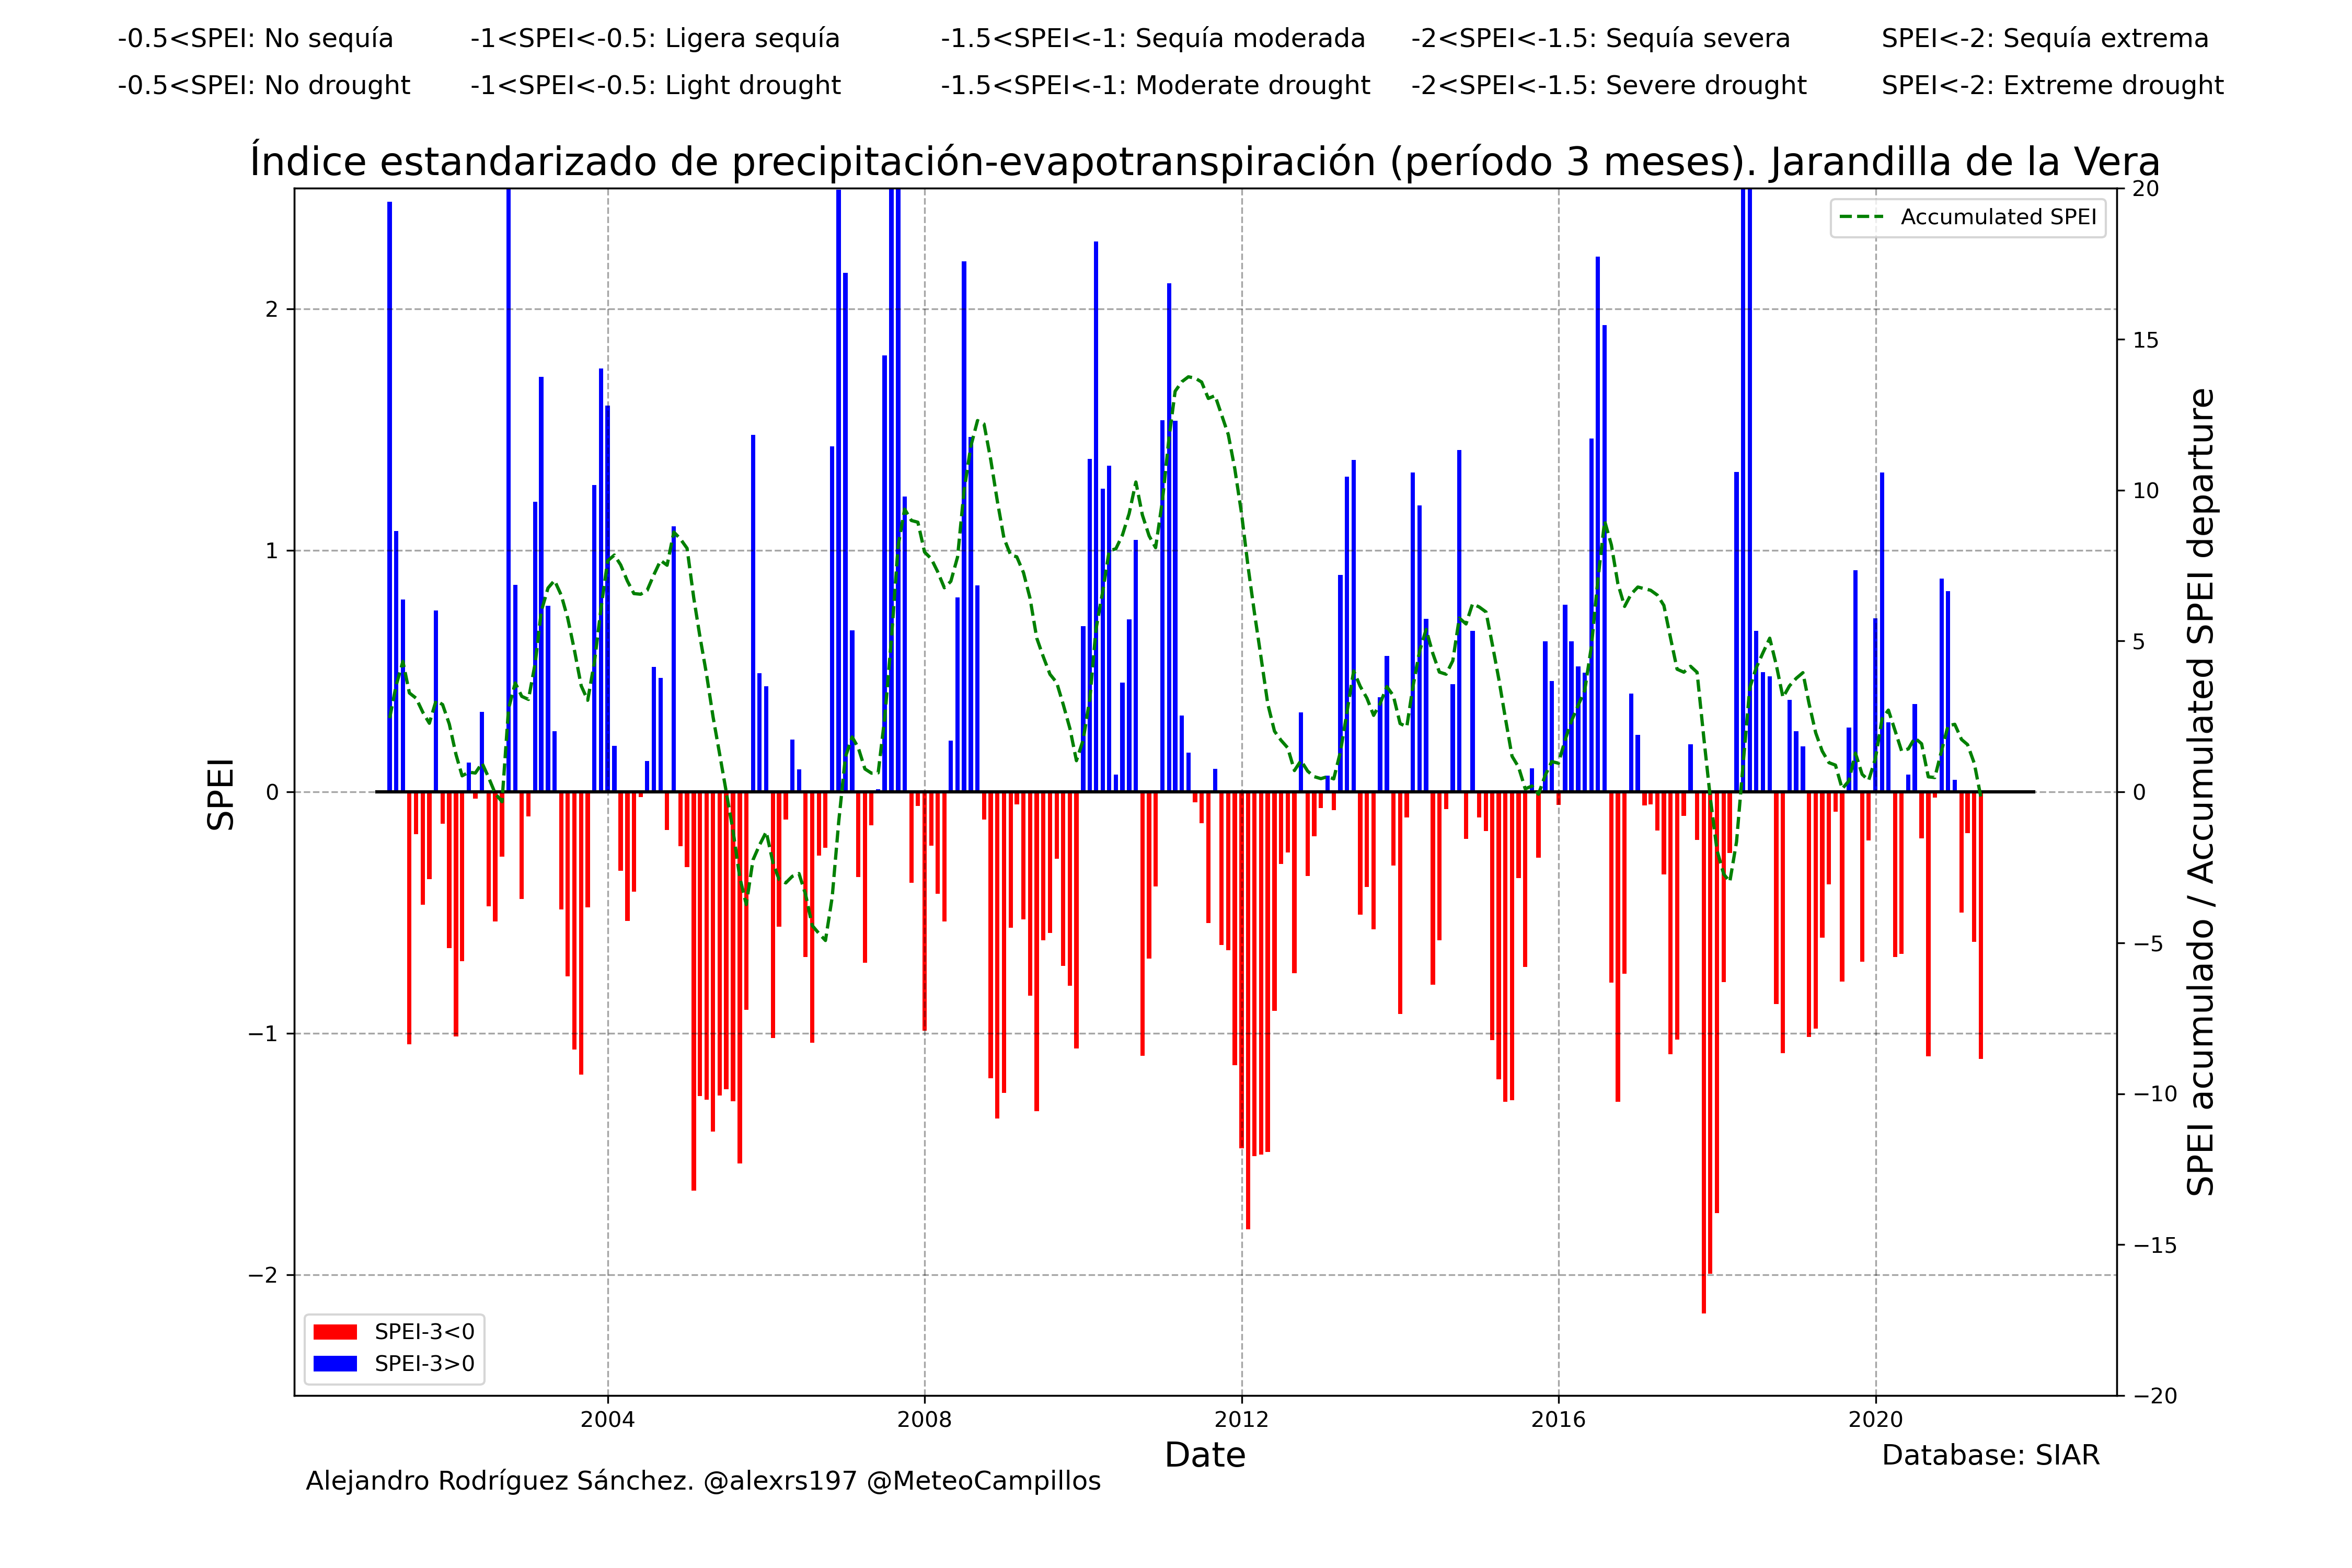 -0.5<SPEI: No sequía -1<SPEI<-0.5: Ligera sequía -1.5<SPEI<-1: Sequía moderada -2<SPEI<-1.5: Sequía severa SPEI<-2: Sequía extrema
-0.5<SPEI: No drought -1<SPEI<-0.5: Light drought -1.5<SPEI<-1: Moderate drought -2<SPEI<-1.5: Severe drought SPEI<-2: Extreme drought
Índice estandarizado de precipitación-evapotranspiración (período 3 meses). Jarandilla de la Vera
Accumulated SPEI
2
1
0
−1
−2
SPEI
20
15
10
5
0
−5
−10
−15
−20
SPEI acumulado / Accumulated SPEI departure
SPEI-3<0
SPEI-3>0
2004 2008 2012 2016 2020
Date
Database: SIAR
Alejandro Rodríguez Sánchez. @alexrs197 @MeteoCampillos